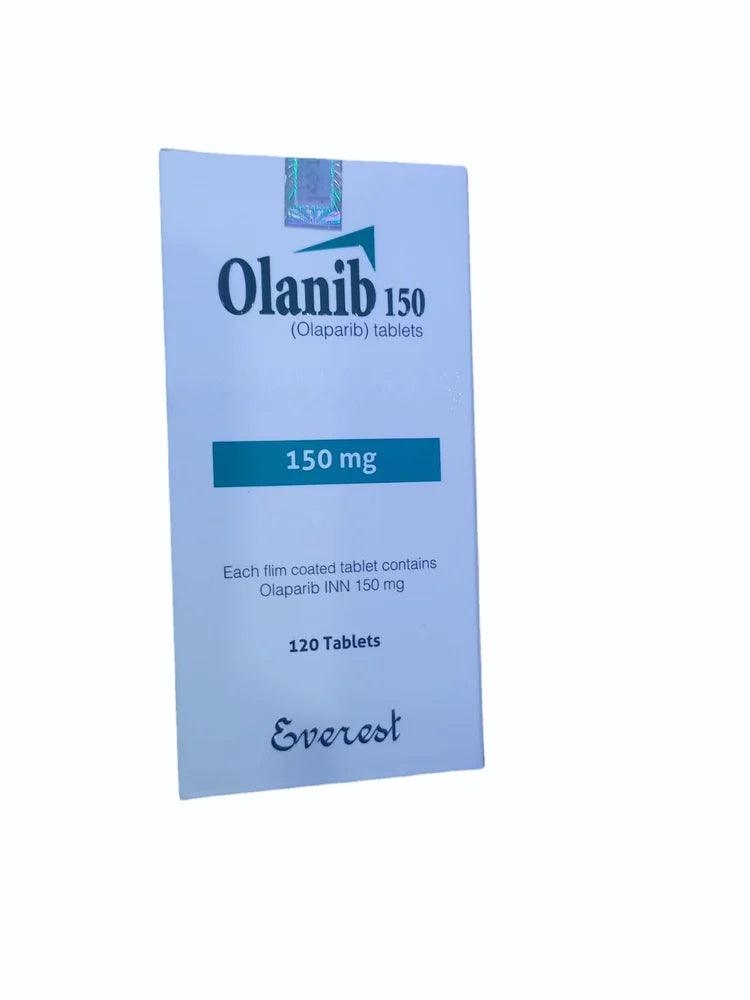 Olanib 150
(Olaparib) tablets
150 mg
Each flim coated tablet contains
Olaparib INN 150 mg
120 Tablets
Everest